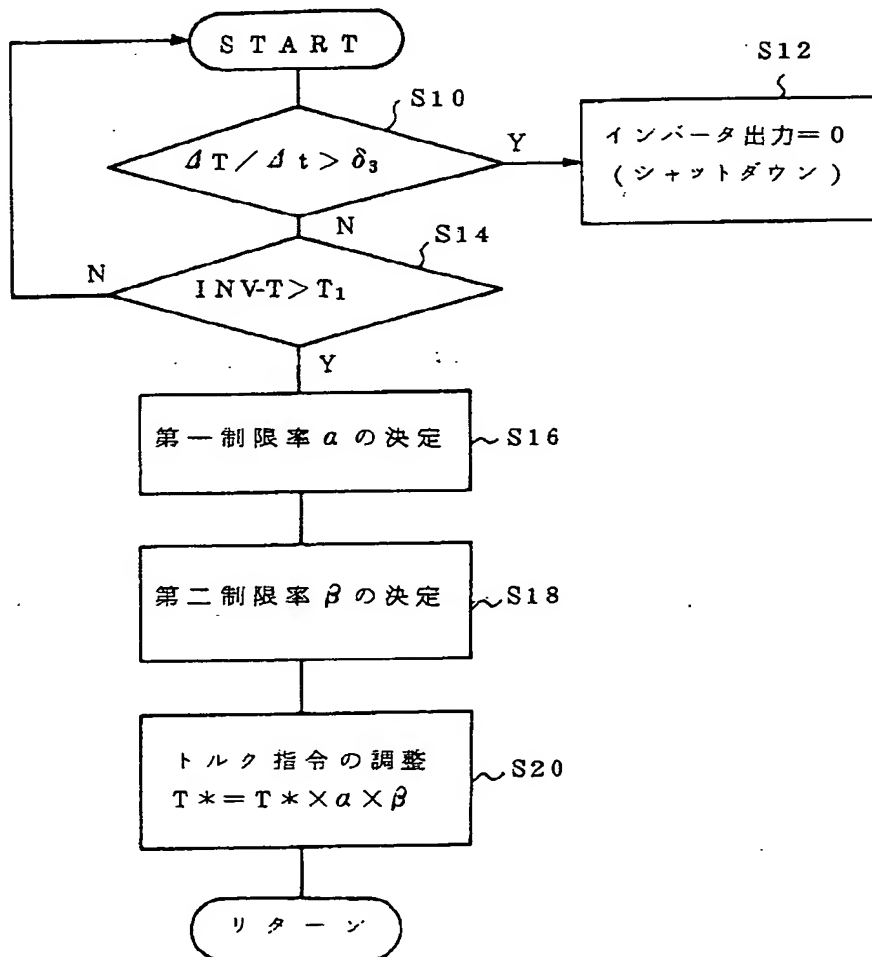 START
S10
ΔT/Δt>δ₃
Y
S12
インバータ出力=0
(シャットダウン)
N
S14
INV-T>T₁
N
Y
第一制限率αの決定
S16
第二制限率βの決定
S18
トルク指令の調整
T*=T*×α×β
S20
リターン